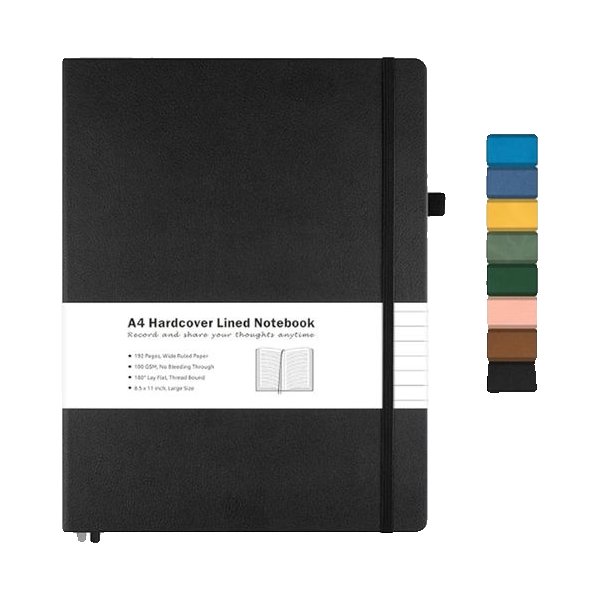 A4 Hardcover Lined Notebook
Record and share your thoughts anytime
192 Pages, Wide Ruled Paper
100 GSM, No Bleeding Through
180° Lay Flat, Thread Bound
8.5 x 11 inch, Large Size